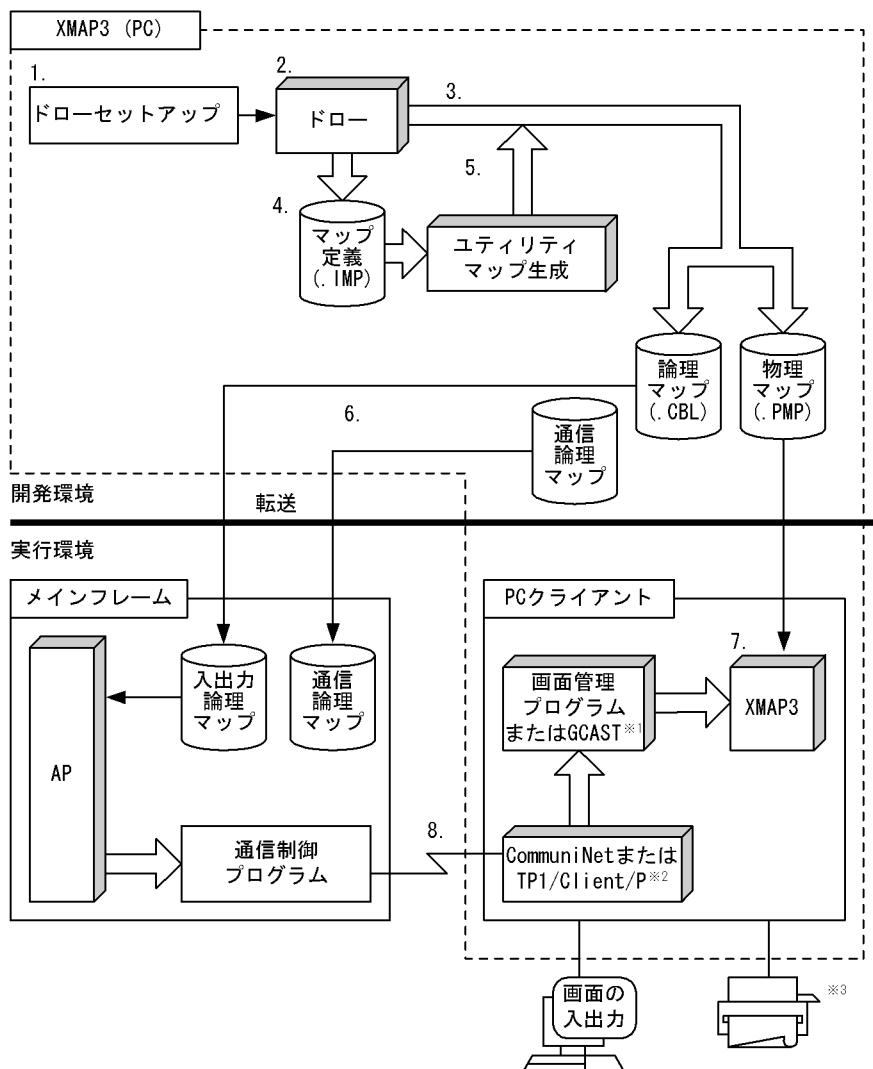 XMAP3 (PC)
1.
ドローセットアップ
2.
ドロー
3.
4.
マップ
定義
(.IMP)
5.
ユティリティ
マップ生成
論理
マップ
(.CBL)
物理
マップ
(.PMP)
6.
通信
論理
マップ
開発環境
転送
実行環境
メインフレーム
AP
入出力
論理
マップ
通信
論理
マップ
通信制御
プログラム
8.
PCクライアント
画面管理
プログラム
またはGCAST※1
7.
XMAP3
CommuniNetまたは
TP1/Client/P※2
画面の
入出力
※3